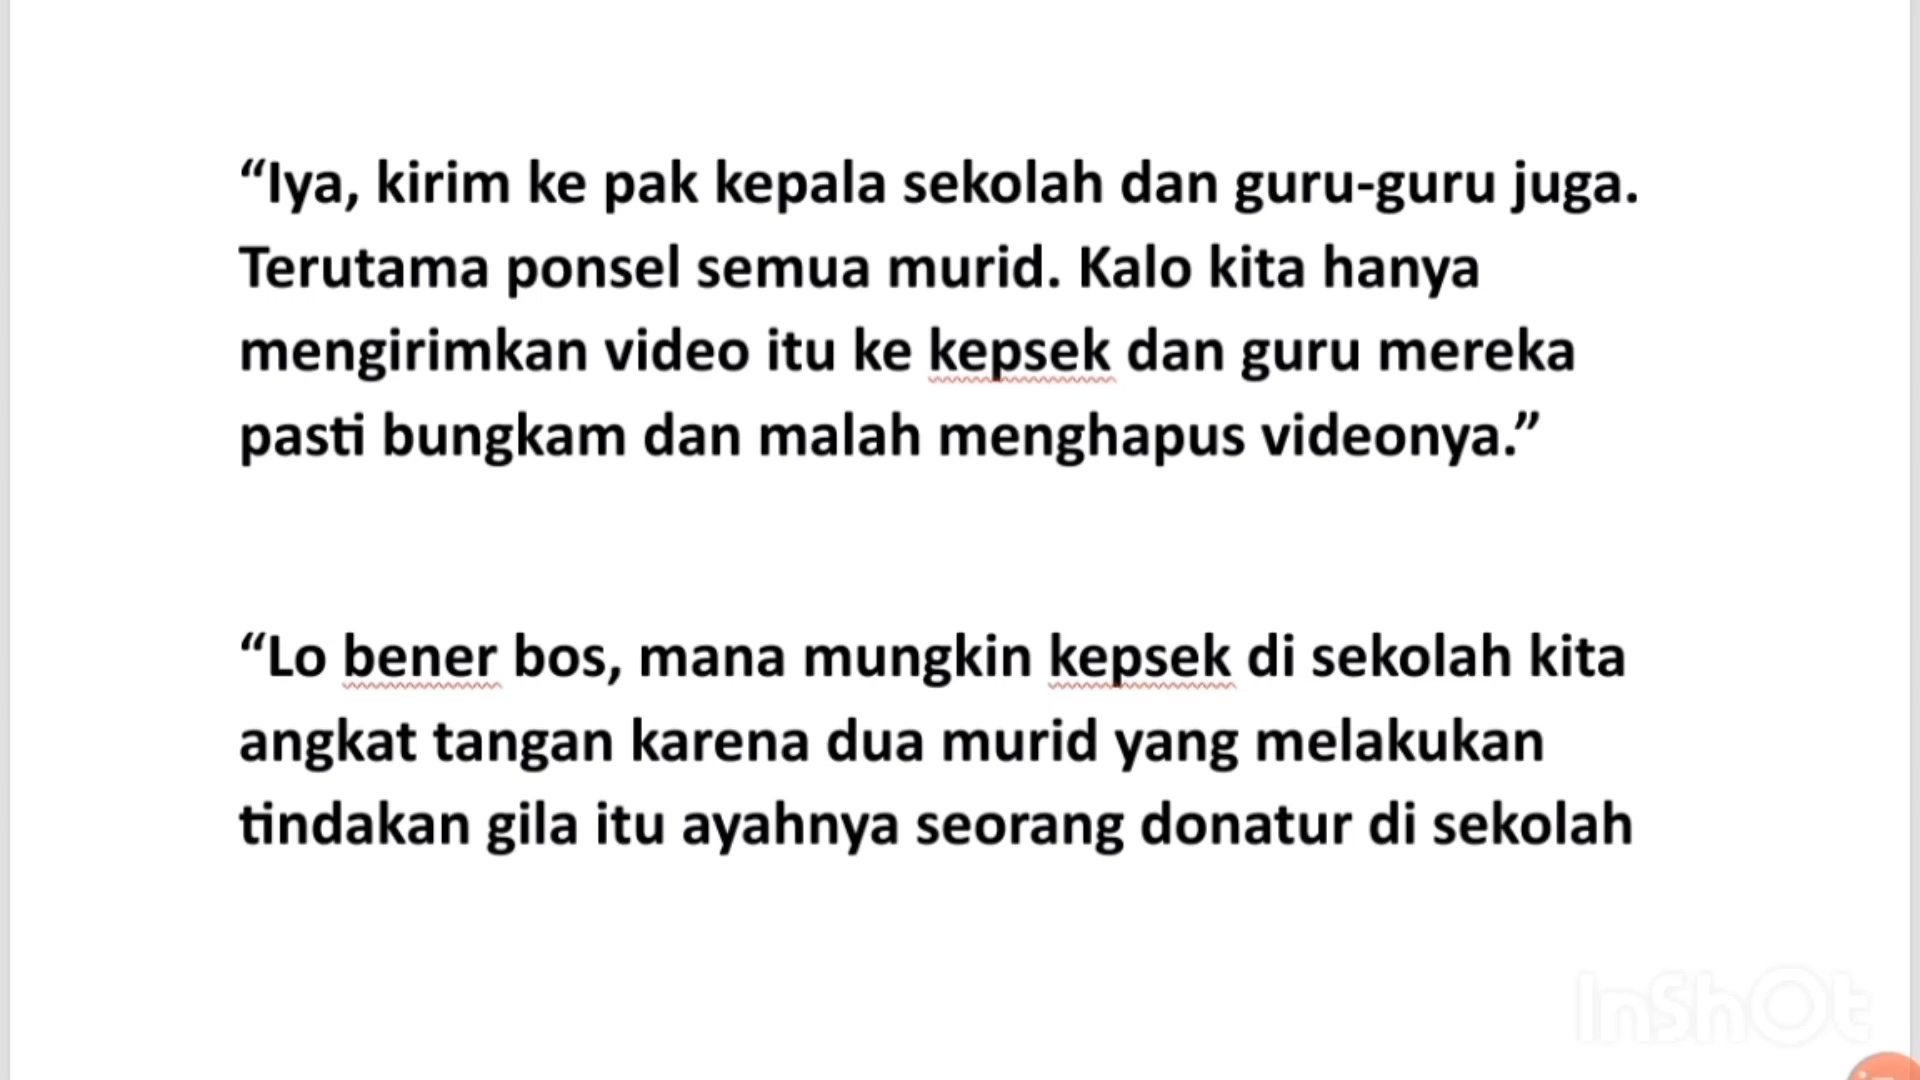 “Iya, kirim ke pak kepala sekolah dan guru-guru juga.
Terutama ponsel semua murid. Kalo kita hanya
mengirimkan video itu ke kepsek dan guru mereka
pasti bungkam dan malah menghapus videonya.”
“Lo bener bos, mana mungkin kepsek di sekolah kita
angkat tangan karena dua murid yang melakukan
tindakan gila itu ayahnya seorang donatur di sekolah
InShOt